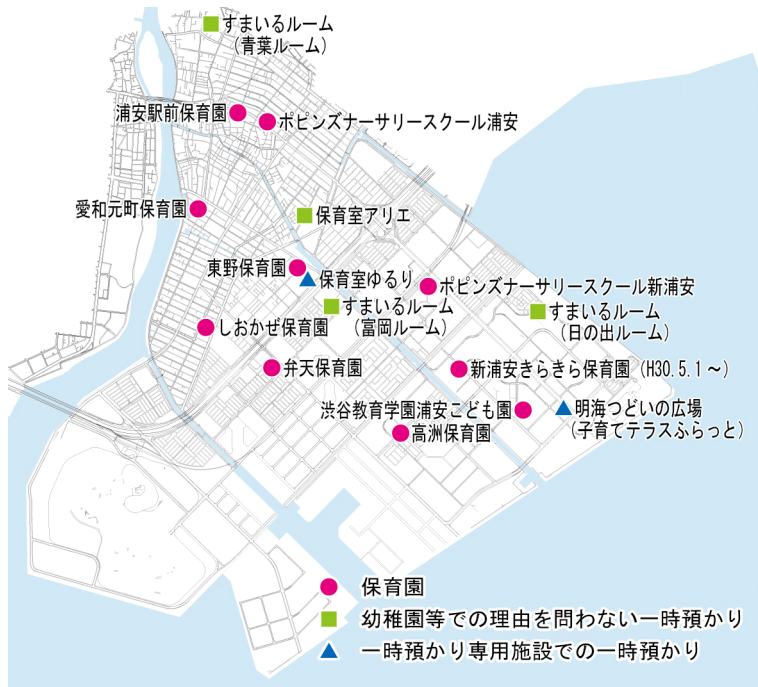 すまいるルーム
(青葉ルーム)
浦安駅前保育園
ポピンズナーサリースクール浦安
愛和元町保育園
保育室アリエ
東野保育園
保育室ゆるり
ポピンズナーサリースクール新浦安
すまいるルーム
(富岡ルーム)
すまいるルーム
(日の出ルーム)
しおかぜ保育園
弁天保育園
新浦安きらきら保育園(H30.5.1～)
渋谷教育学園浦安こども園
明海つどいの広場
(子育てテラスふらっと)
高洲保育園
保育園
幼稚園等での理由を問わない一時預かり
一時預かり専用施設での一時預かり